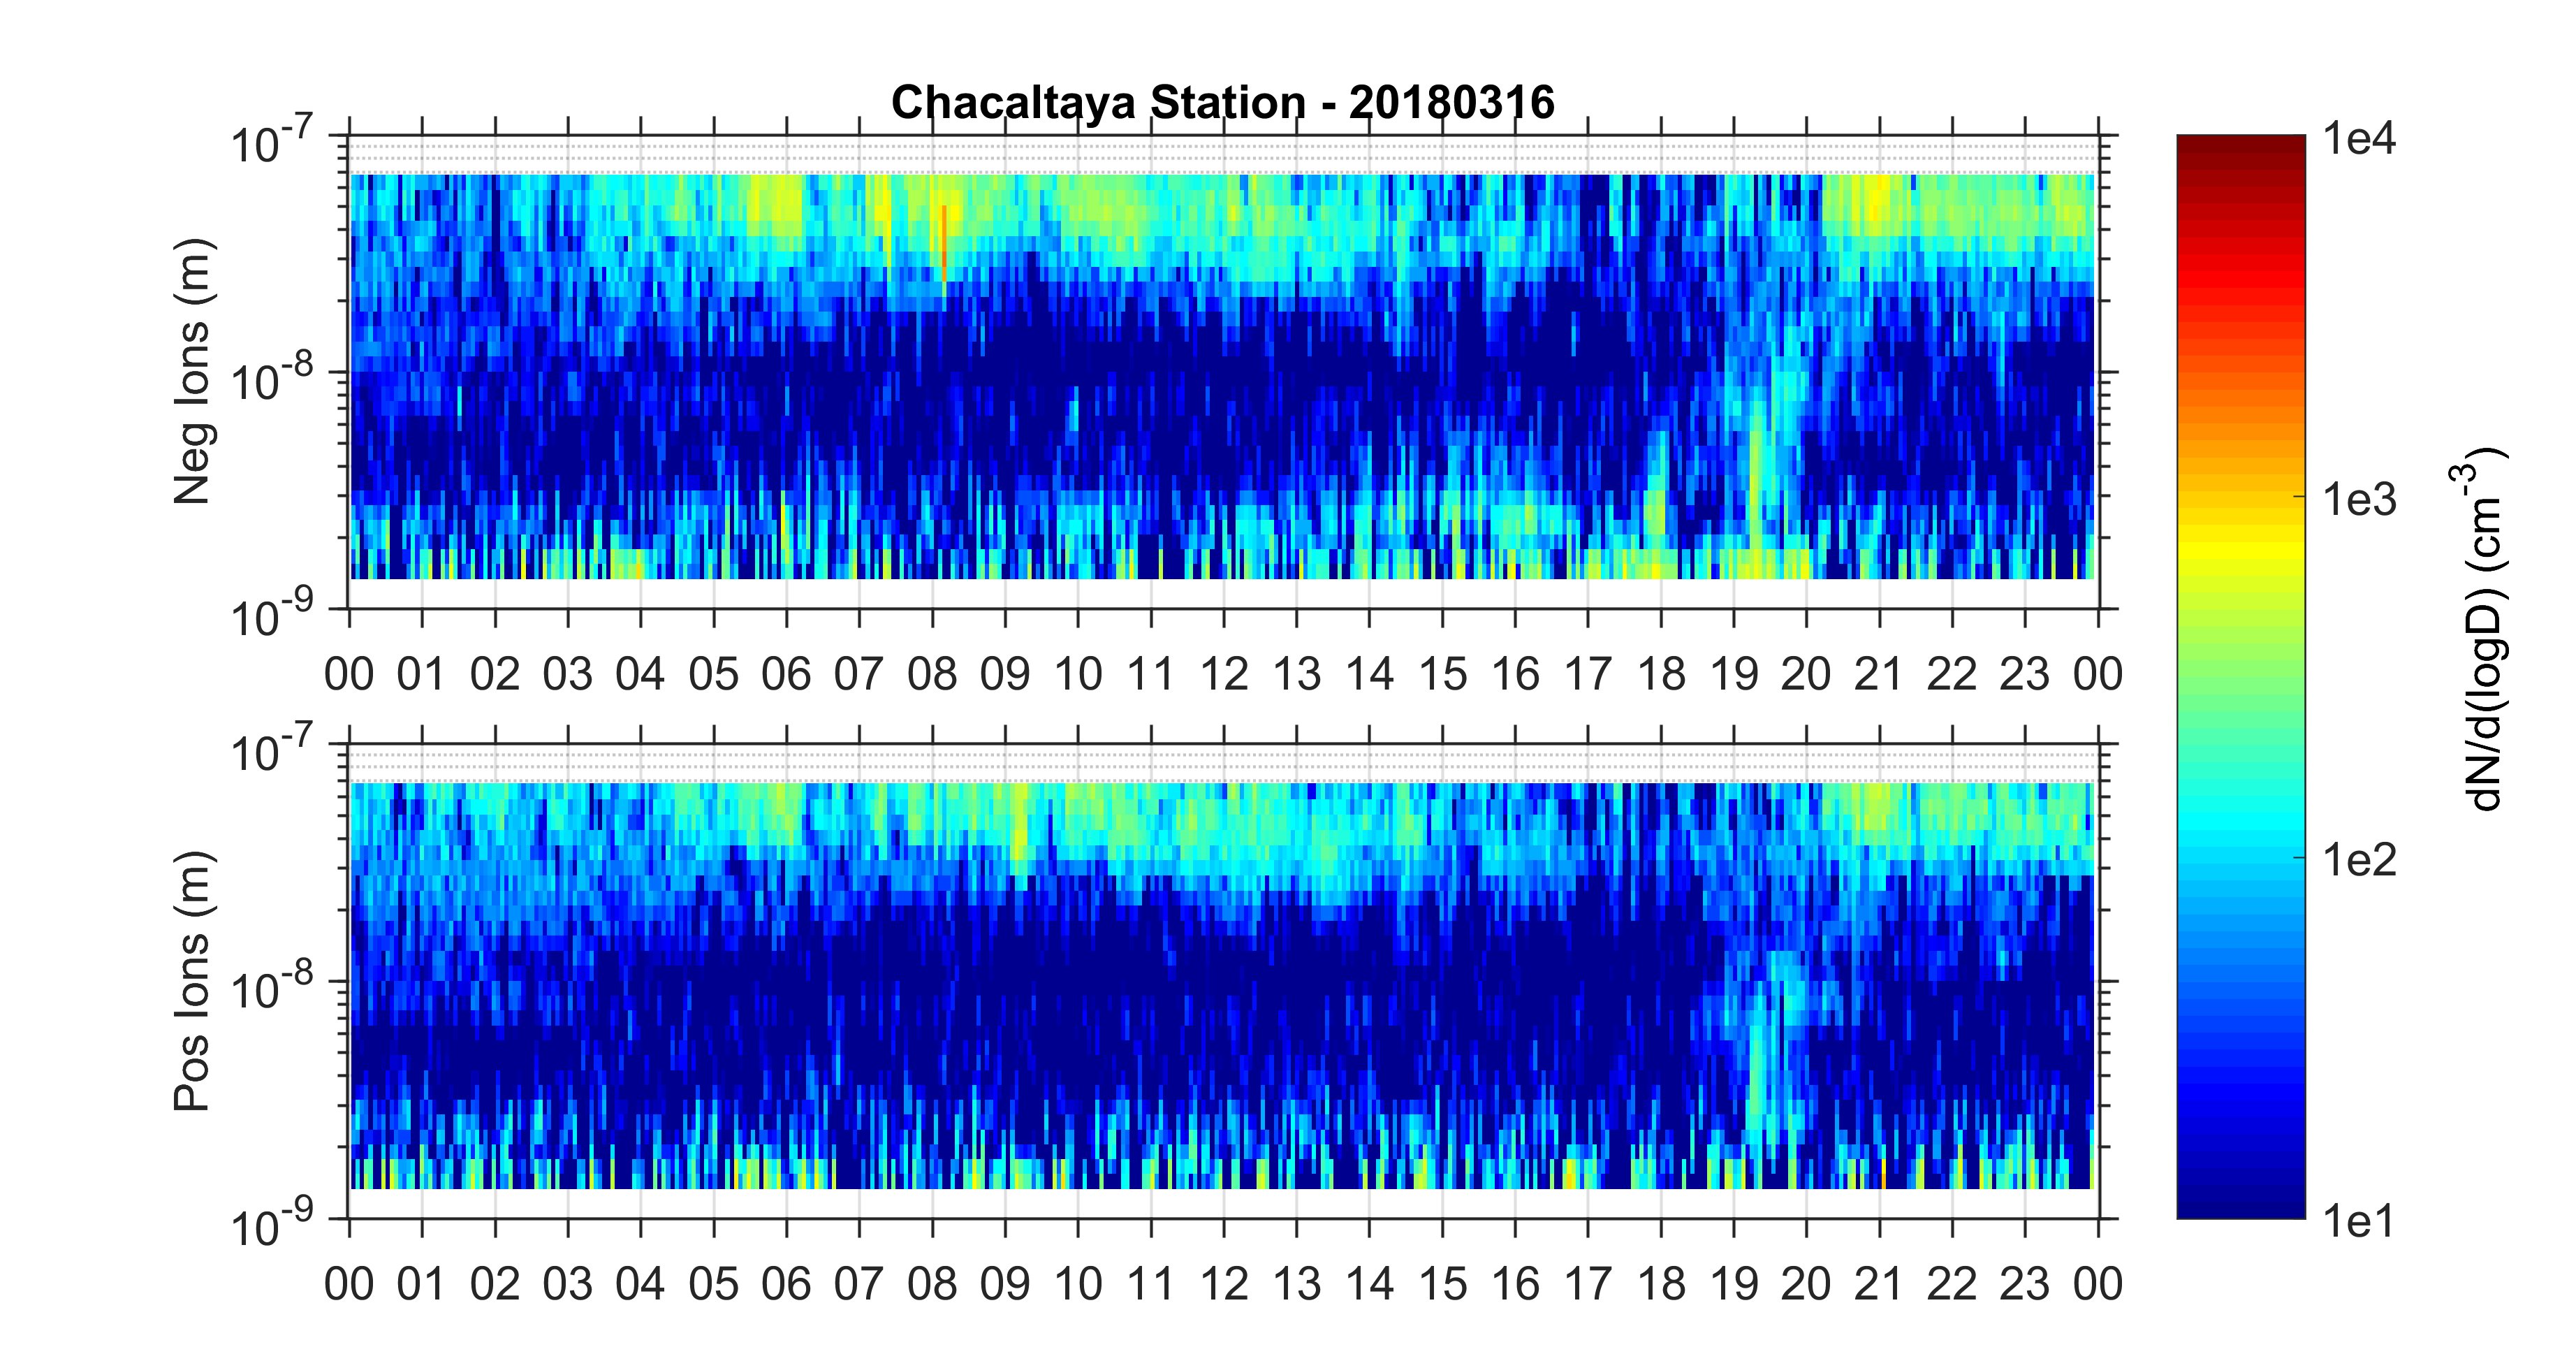 Chacaltaya Station - 20180316
10-7
10-8
10-9
Neg Ions (m)
00 01 02 03 04 05 06 07 08 09 10 11 12 13 14 15 16 17 18 19 20 21 22 23 00
10-7
10-8
10-9
Pos Ions (m)
00 01 02 03 04 05 06 07 08 09 10 11 12 13 14 15 16 17 18 19 20 21 22 23 00
1e4
1e3
1e2
1e1
dN/d(logD) (cm-3)